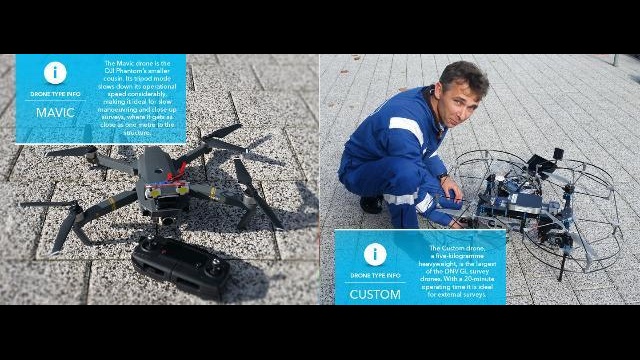 i
DRONE TYPE INFO
MAVIC
The Mavic drone is the
DJI Phantom's smaller
cousin. Its tripod mode
slows down its operational
speed considerably,
making it ideal for slow
manoeuvring and close-up
surveys, where it gets as
close as one metre to the
structure.
i
DRONE TYPE INFO
CUSTOM
The Custom drone,
a five-kilogramme
heavyweight, is the largest
of the DNV GL survey
drones. With a 20-minute
operating time it is ideal
for external surveys.